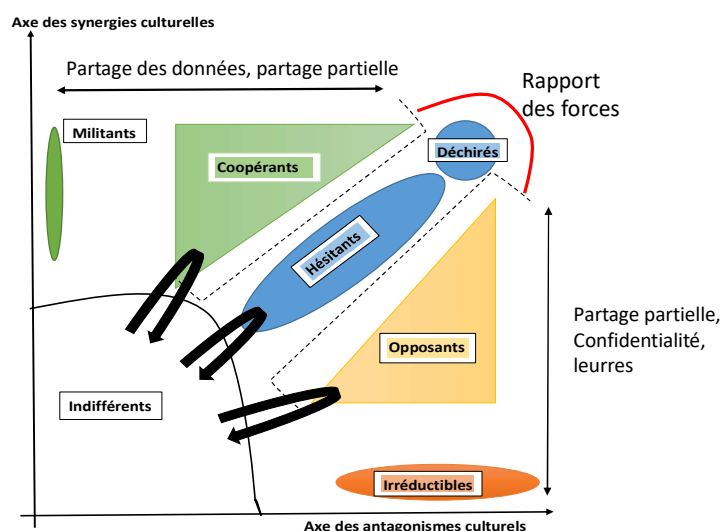 Axe des synergies culturelles
Partage des données, partage partielle
Rapport
des forces
Militants
Coopérants
Déchirés
Hésitants
Partage partielle,
Confidentialité,
leurres
Opposants
Indifférents
Irréductibles
Axe des antagonismes culturels